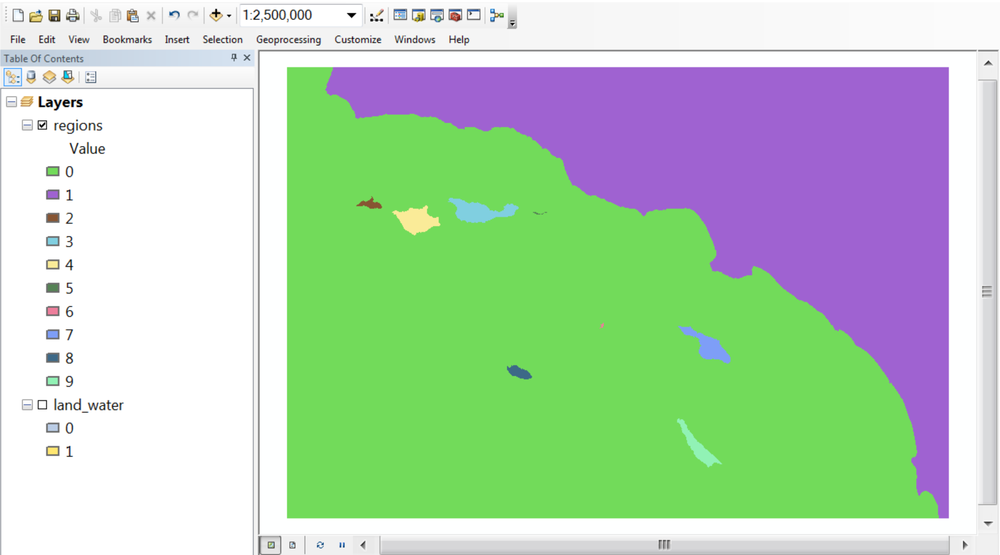 1:2,500,000
File Edit View Bookmarks Insert Selection Geoprocessing Customize Windows Help
Table Of Contents
Layers
regions
Value
0
1
2
3
4
5
6
7
8
9
land_water
0
1